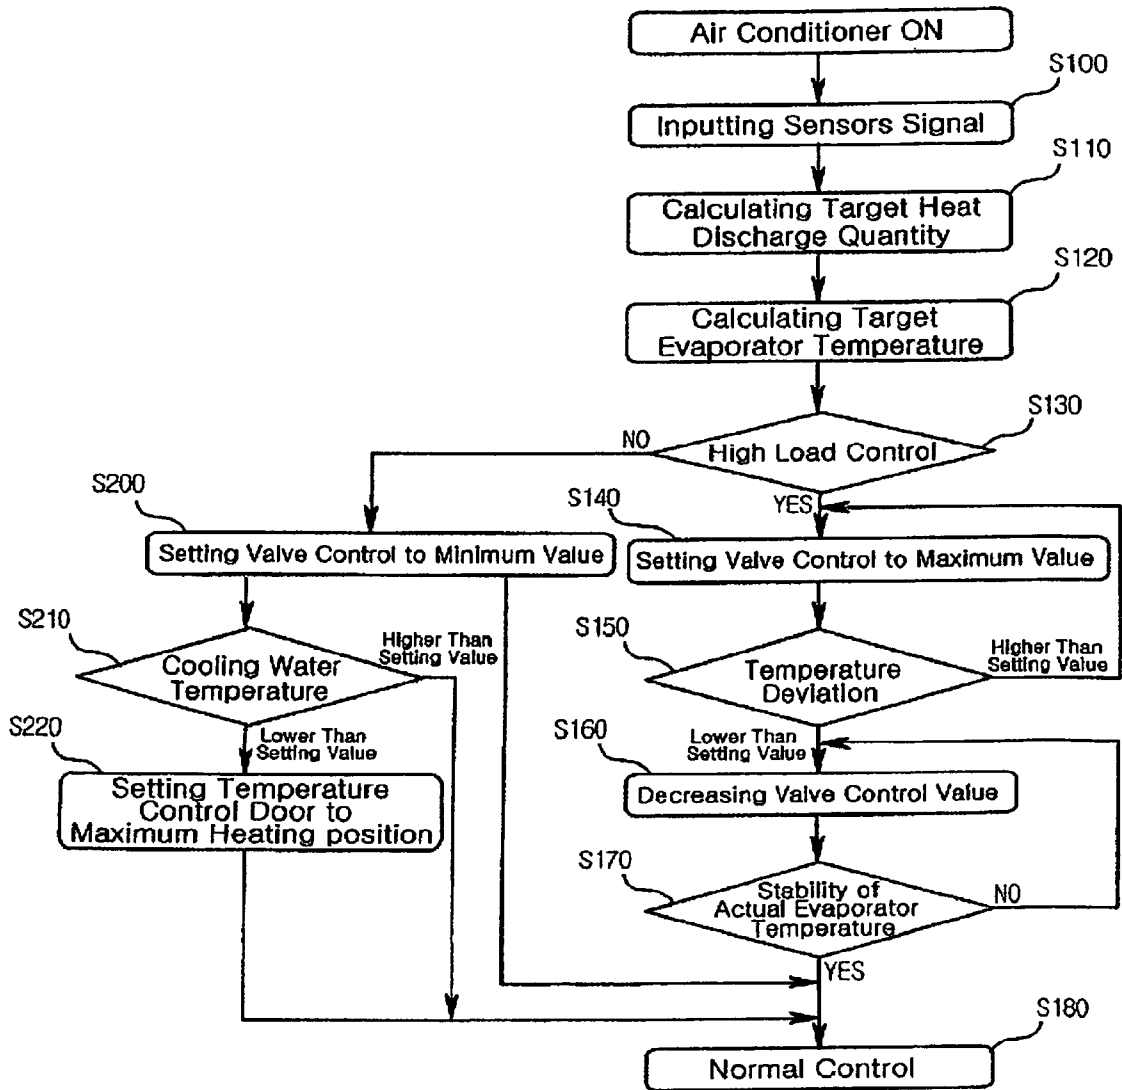 Air Conditioner ON
S100
Inputting Sensors Signal
S110
Calculating Target Heat
Discharge Quantity
S120
Calculating Target
Evaporator Temperature
S130
High Load Control
NO
YES
S200
Setting Valve Control to Minimum Value
S140
Setting Valve Control to Maximum Value
S210
Cooling Water
Temperature
Higher Than
Setting Value
S150
Temperature
Deviation
Higher Than
Setting Value
Lower Than
Setting Value
S220
Setting Temperature
Control Door to
Maximum Heating position
Lower Than
Setting Value
S160
Decreasing Valve Control Value
S170
Stability of
Actual Evaporator
Temperature
NO
YES
S180
Normal Control